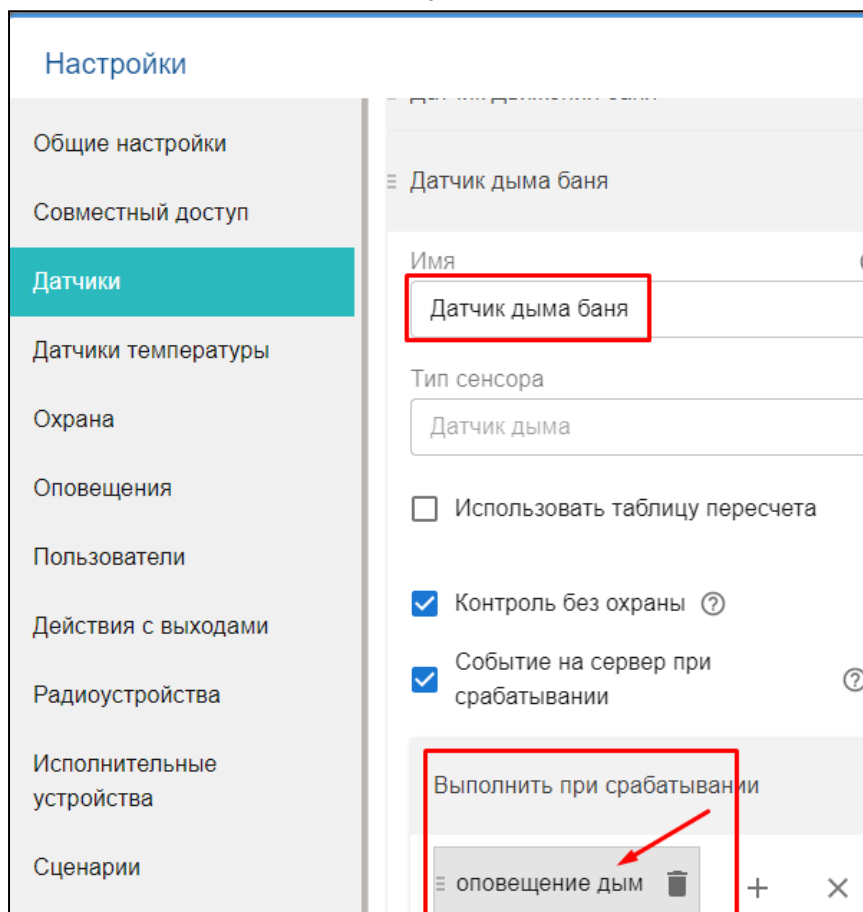 Настройки
Общие настройки
Совместный доступ
Датчики
Датчики температуры
Охрана
Оповещения
Пользователи
Действия с выходами
Радиоустройства
Исполнительные
устройства
Сценарии
Датчик дыма баня
Имя
Датчик дыма баня
Тип сенсора
Датчик дыма
Использовать таблицу пересчета
Контроль без охраны
Событие на сервер при
срабатывании
Выполнить при срабатывании
оповещение дым